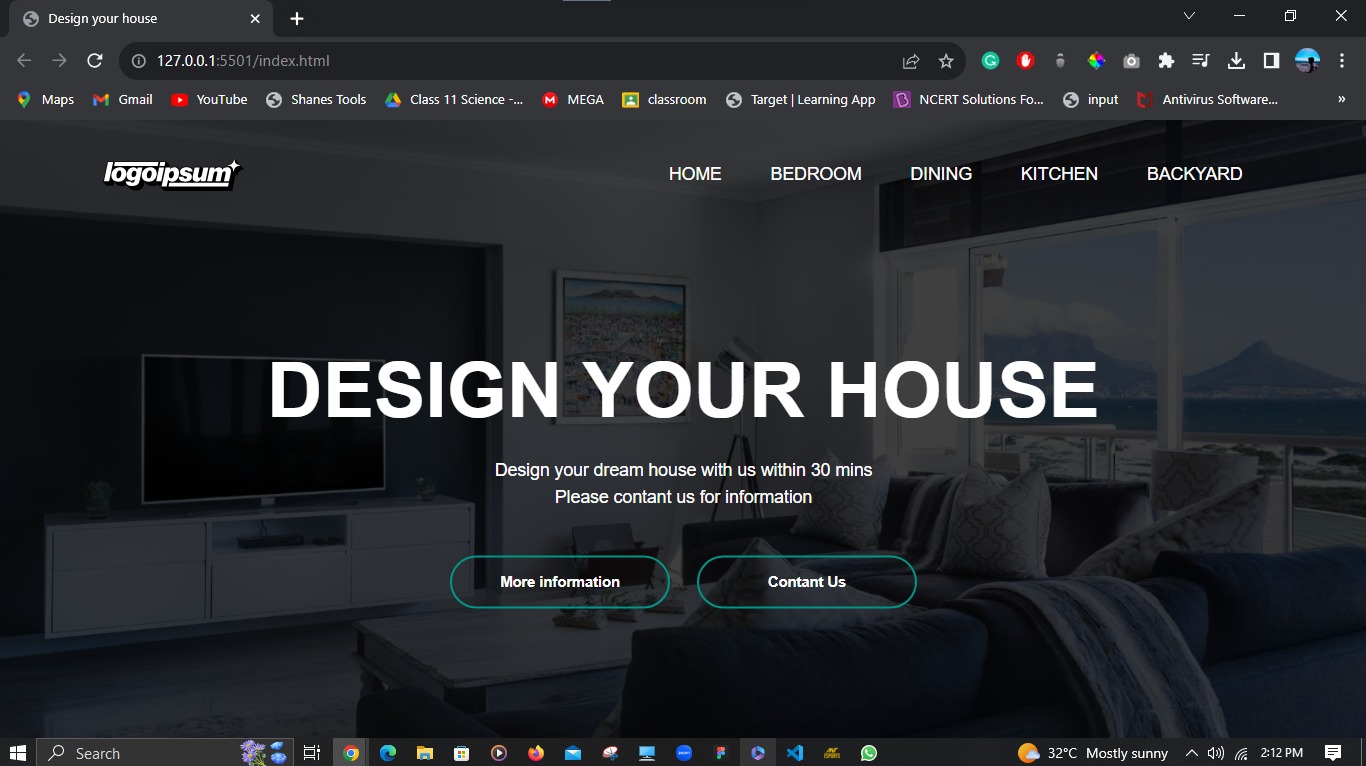 Design your house
127.0.0.1:5501/index.html
Maps Gmail YouTube Shanes Tools Class 11 Science -... MEGA classroom Target | Learning App NCERT Solutions Fo... input Antivirus Software... »
logoipsum HOME BEDROOM DINING KITCHEN BACKYARD
DESIGN YOUR HOUSE
Design your dream house with us within 30 mins
Please contant us for information
More information Contant Us
Search 32°C Mostly sunny 2:12 PM